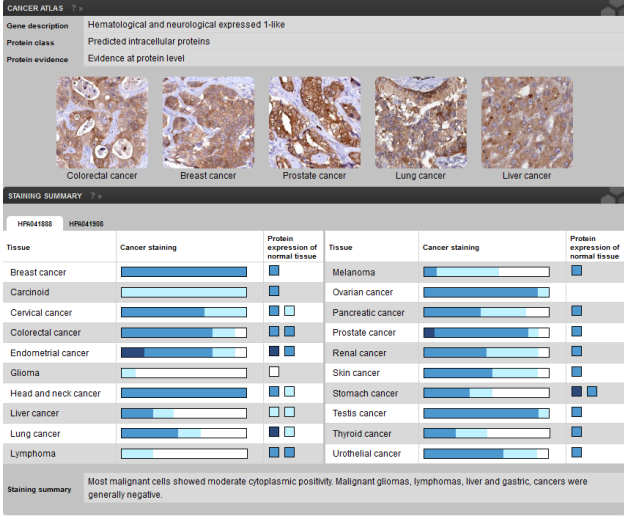 CANCER ATLAS ? »
Gene description Hematological and neurological expressed 1-like
Protein class Predicted intracellular proteins
Protein evidence Evidence at protein level
Colorectal cancer Breast cancer Prostate cancer Lung cancer Liver cancer
STAINING SUMMARY ? »
HPA041888 HPA041908
Tissue Cancer staining Protein expression of normal tissue
Breast cancer
Carcinoid
Cervical cancer
Colorectal cancer
Endometrial cancer
Glioma
Head and neck cancer
Liver cancer
Lung cancer
Lymphoma
Tissue Cancer staining Protein expression of normal tissue
Melanoma
Ovarian cancer
Pancreatic cancer
Prostate cancer
Renal cancer
Skin cancer
Stomach cancer
Testis cancer
Thyroid cancer
Urothelial cancer
Staining summary Most malignant cells showed moderate cytoplasmic positivity. Malignant gliomas, lymphomas, liver and gastric, cancers were
generally negative.